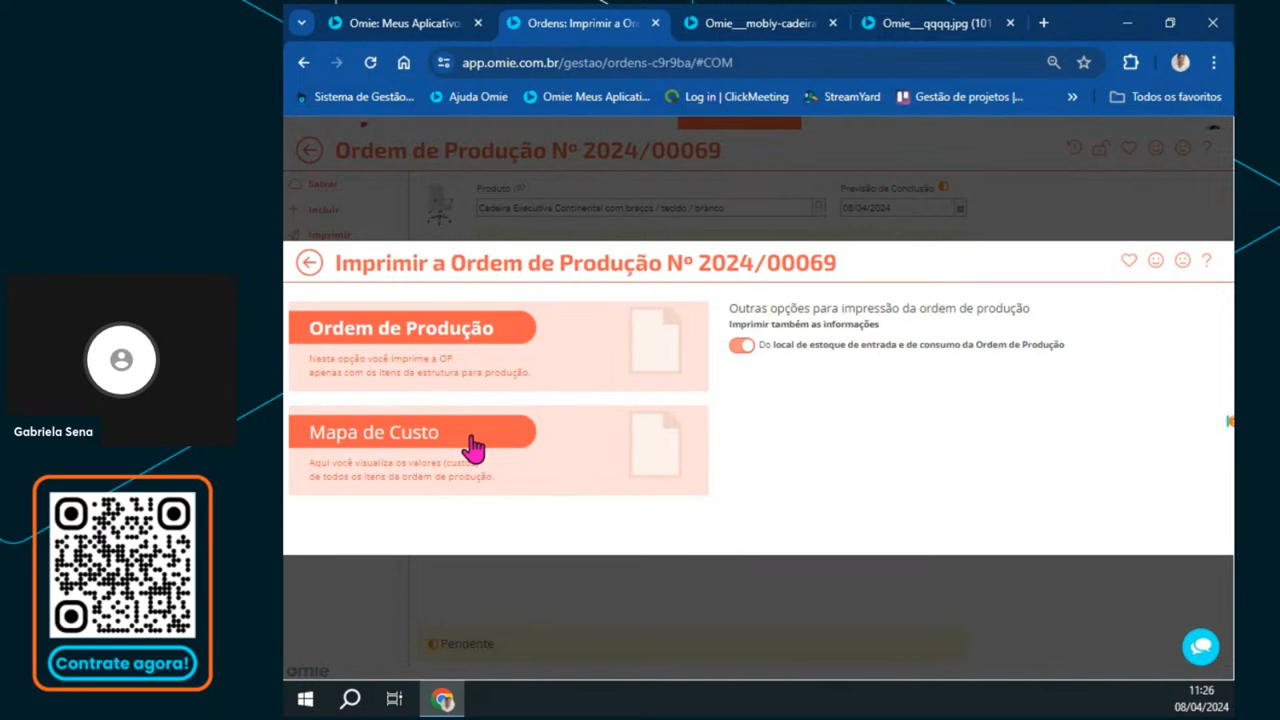 Omie: Meus Aplicativo
Ordens: Imprimir a Or
Omie___mobly-cadeira
Omie___qqqq.jpg (101
app.omie.com.br/gestao/ordens-c9r9ba/#COM
Sistema de Gestão...
Ajuda Omie
Omie: Meus Aplicati...
Log in | ClickMeeting
StreamYard
Gestão de projetos |...
»
Todos os favoritos
Ordem de Produção Nº 2024/00069
Salvar
Incluir
Imprimir
Produto
Cadeira Executiva Continental com braços / tecido / branco
Previsão de Conclusão
08/04/2024
Imprimir a Ordem de Produção Nº 2024/00069
Ordem de Produção
Nesta opção você imprime a OP
apenas com os itens da estrutura para produção.
Mapa de Custo
Aqui você visualiza os valores (custo
de todos os itens da ordem de produção.
Outras opções para impressão da ordem de produção
Imprimir também as informações
Do local de estoque de entrada e de consumo da Ordem de Produção
Pendente
omie
Gabriela Sena
Contrate agora!
11:26
08/04/2024